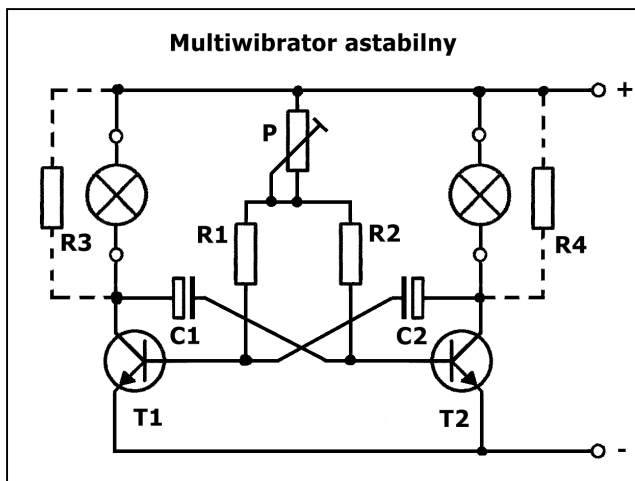 Multiwibrator astabilny
+
P
R1
R2
R3
R4
C1
C2
T1
T2
-